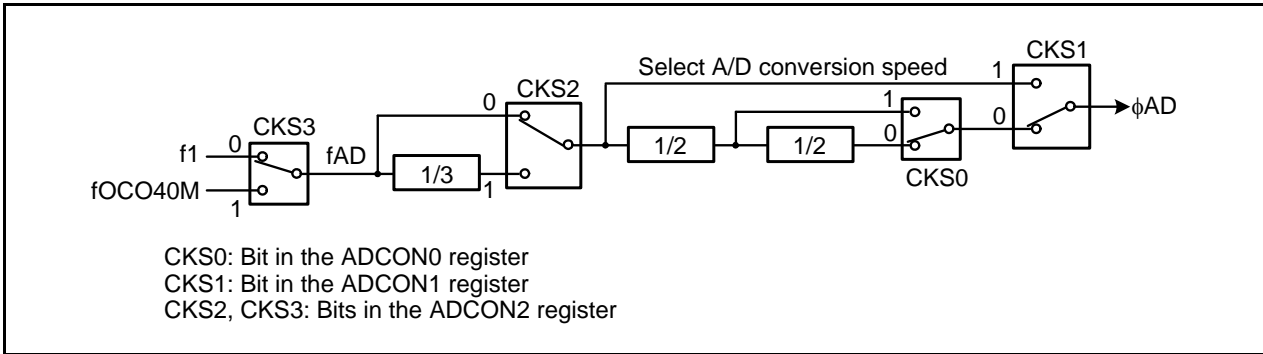 Select A/D conversion speed
CKS1
1
CKS2
0
1
0
ϕAD
CKS3
0
f1
fAD
1/3
1
1/2
1/2
0
CKS0
fOCO40M
1
CKS0: Bit in the ADCON0 register
CKS1: Bit in the ADCON1 register
CKS2, CKS3: Bits in the ADCON2 register